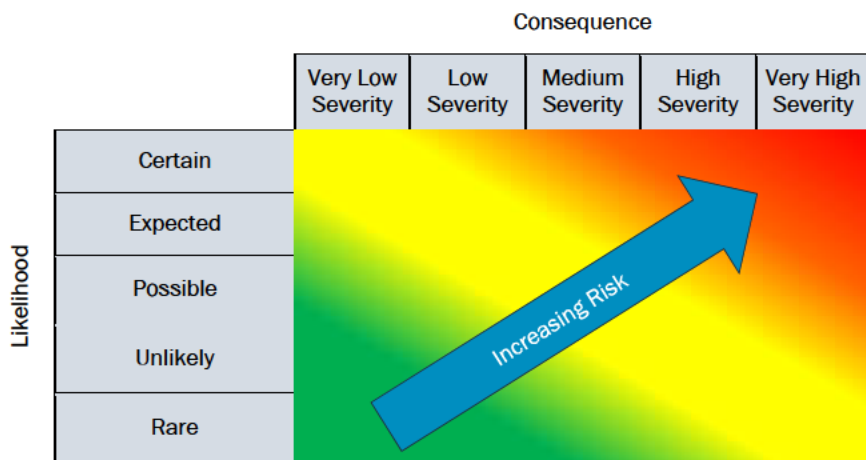 Consequence
Very Low
Severity
Low
Severity
Medium
Severity
High
Severity
Very High
Severity
Likelihood
Certain
Expected
Possible
Unlikely
Rare
Increasing Risk